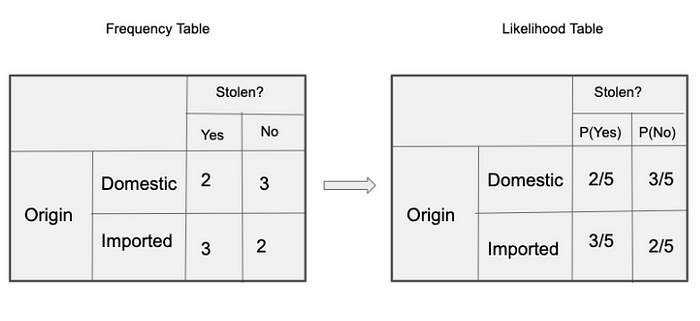 Frequency Table
Stolen?
Yes No
Origin Domestic 2 3
Imported 3 2
Likelihood Table
Stolen?
P(Yes) P(No)
Origin Domestic 2/5 3/5
Imported 3/5 2/5